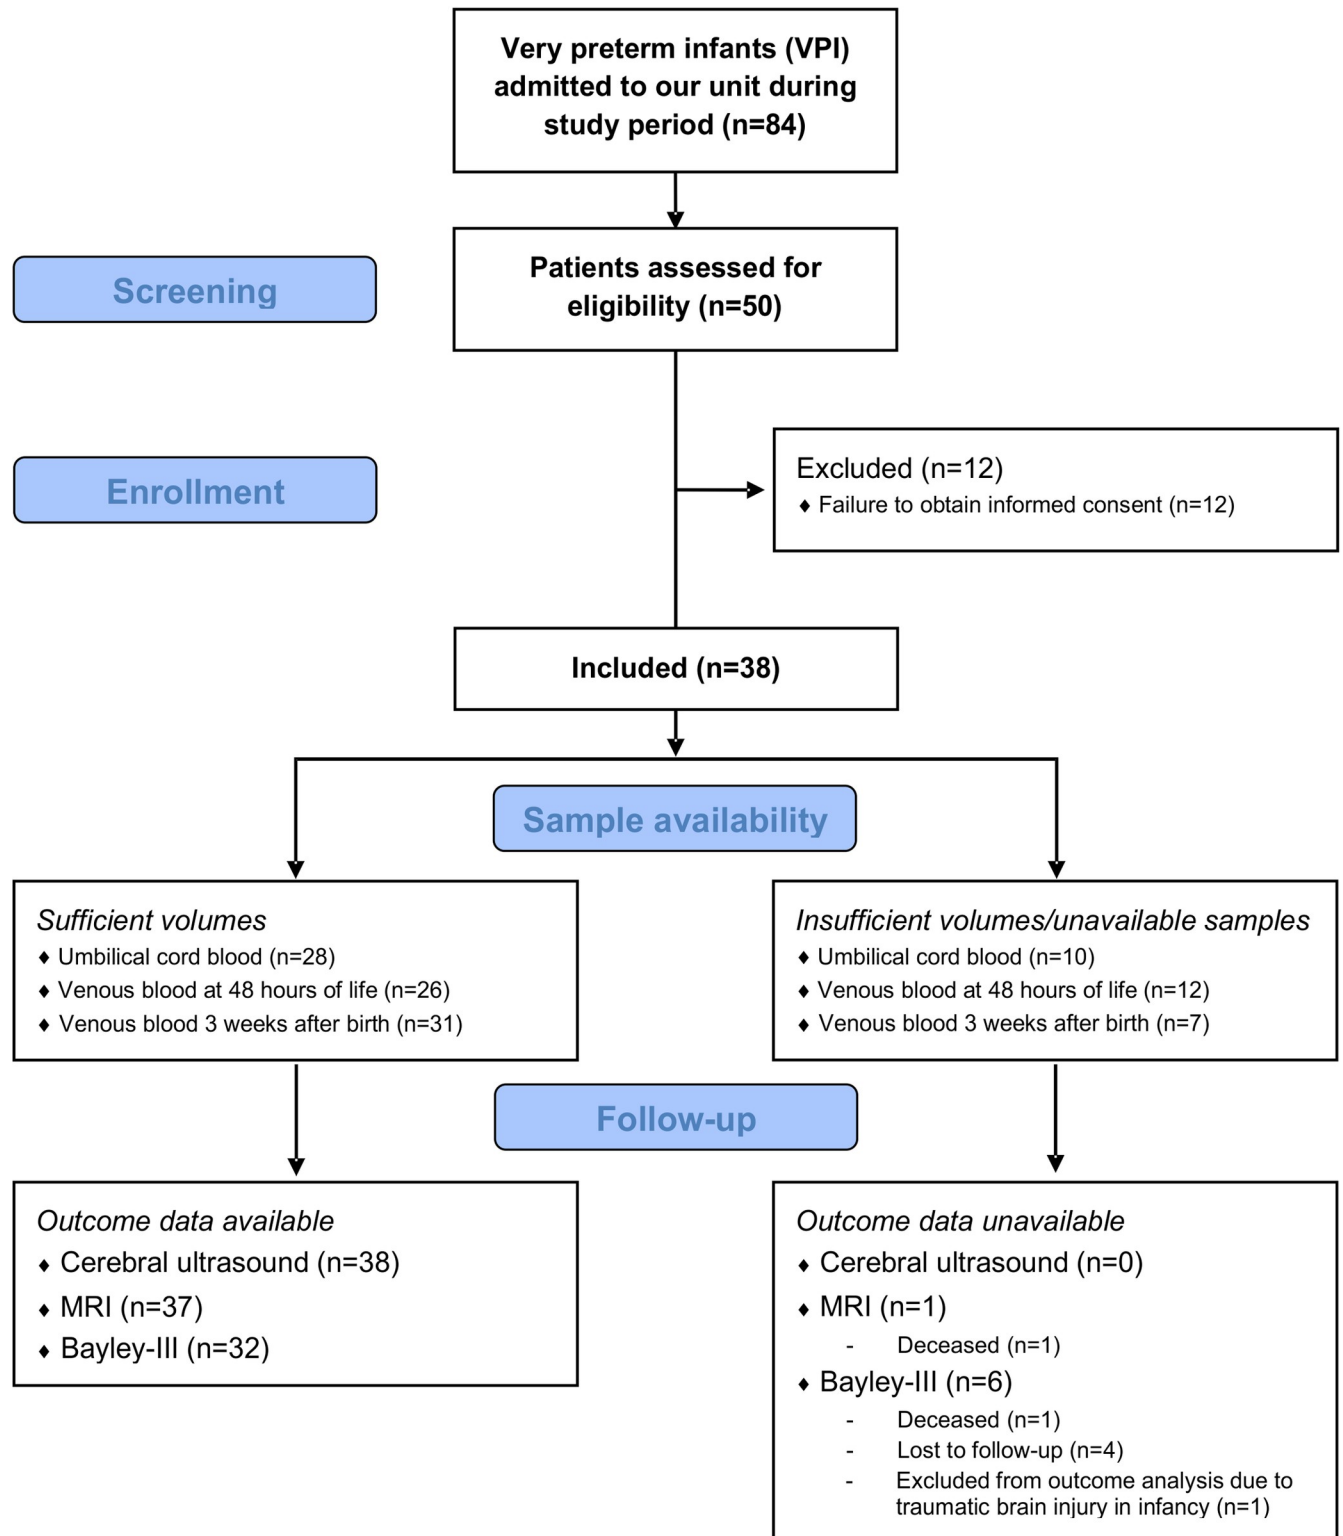 Very preterm infants (VPI)
admitted to our unit during
study period (n=84)
Screening
Patients assessed for
eligibility (n=50)
Enrollment
Excluded (n=12)
♦ Failure to obtain informed consent (n=12)
Included (n=38)
Sample availability
Sufficient volumes
♦ Umbilical cord blood (n=28)
♦ Venous blood at 48 hours of life (n=26)
♦ Venous blood 3 weeks after birth (n=31)
Insufficient volumes/unavailable samples
♦ Umbilical cord blood (n=10)
♦ Venous blood at 48 hours of life (n=12)
♦ Venous blood 3 weeks after birth (n=7)
Follow-up
Outcome data available
♦ Cerebral ultrasound (n=38)
♦ MRI (n=37)
♦ Bayley-III (n=32)
Outcome data unavailable
♦ Cerebral ultrasound (n=0)
♦ MRI (n=1)
- Deceased (n=1)
♦ Bayley-III (n=6)
- Deceased (n=1)
- Lost to follow-up (n=4)
- Excluded from outcome analysis due to
traumatic brain injury in infancy (n=1)